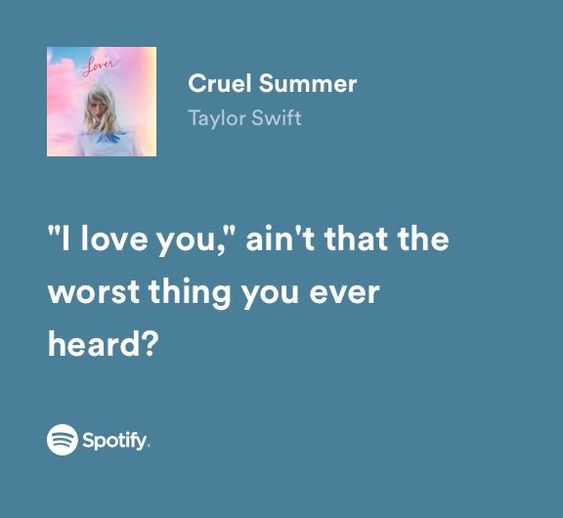 Lover
Cruel Summer
Taylor Swift
"I love you," ain't that the
worst thing you ever
heard?
Spotify